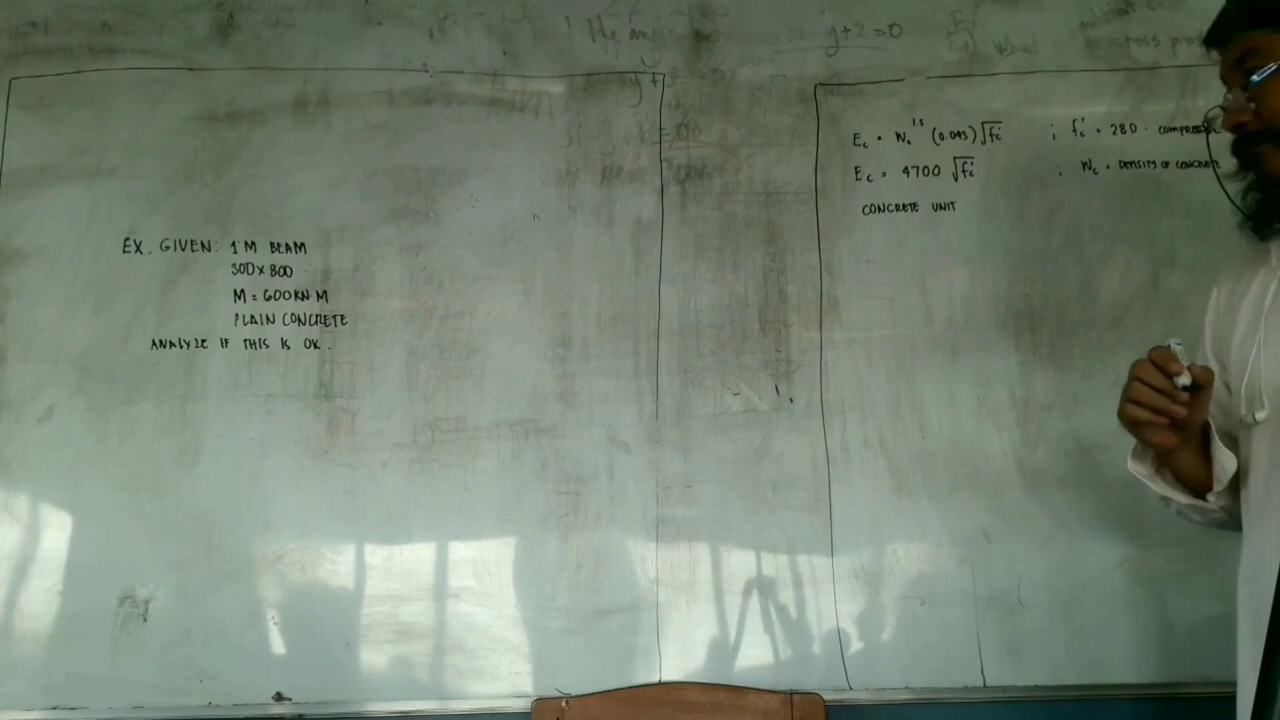 y+2=0
EX. GIVEN: 1 M BEAM
300 x 800
M = 600 KN·M
PLAIN CONCRETE
ANALYZE IF THIS IS OK.
Ec = Wc^1.5 (0.043)√fc' ; fc' = 280 - COMPRESSIVE
Ec = 4700 √fc' ; Wc = DENSITY OF CONCRETE
CONCRETE UNIT